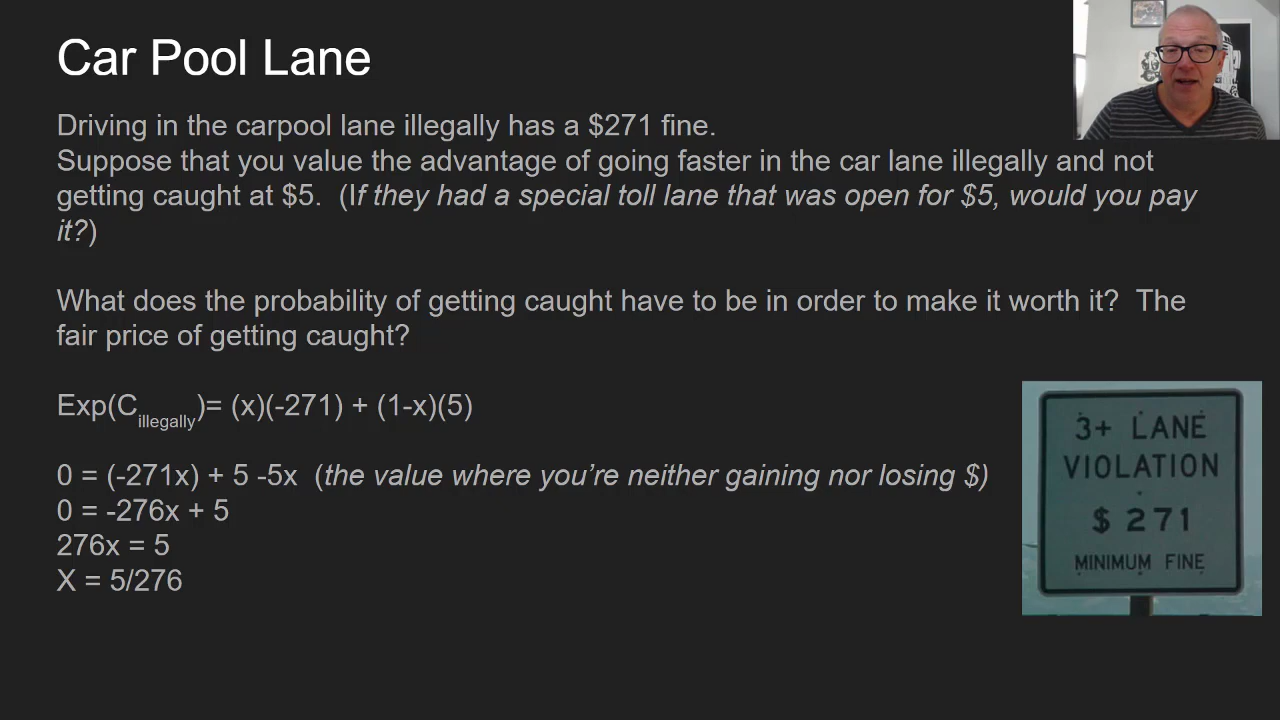 Car Pool Lane
Driving in the carpool lane illegally has a $271 fine.
Suppose that you value the advantage of going faster in the car lane illegally and not
getting caught at $5.  (If they had a special toll lane that was open for $5, would you pay
it?)
What does the probability of getting caught have to be in order to make it worth it?  The
fair price of getting caught?
Exp(Cillegally)= (x)(-271) + (1-x)(5)
0 = (-271x) + 5 -5x  (the value where you’re neither gaining nor losing $)
0 = -276x + 5
276x = 5
X = 5/276
3+ LANE
VIOLATION
$ 271
MINIMUM FINE